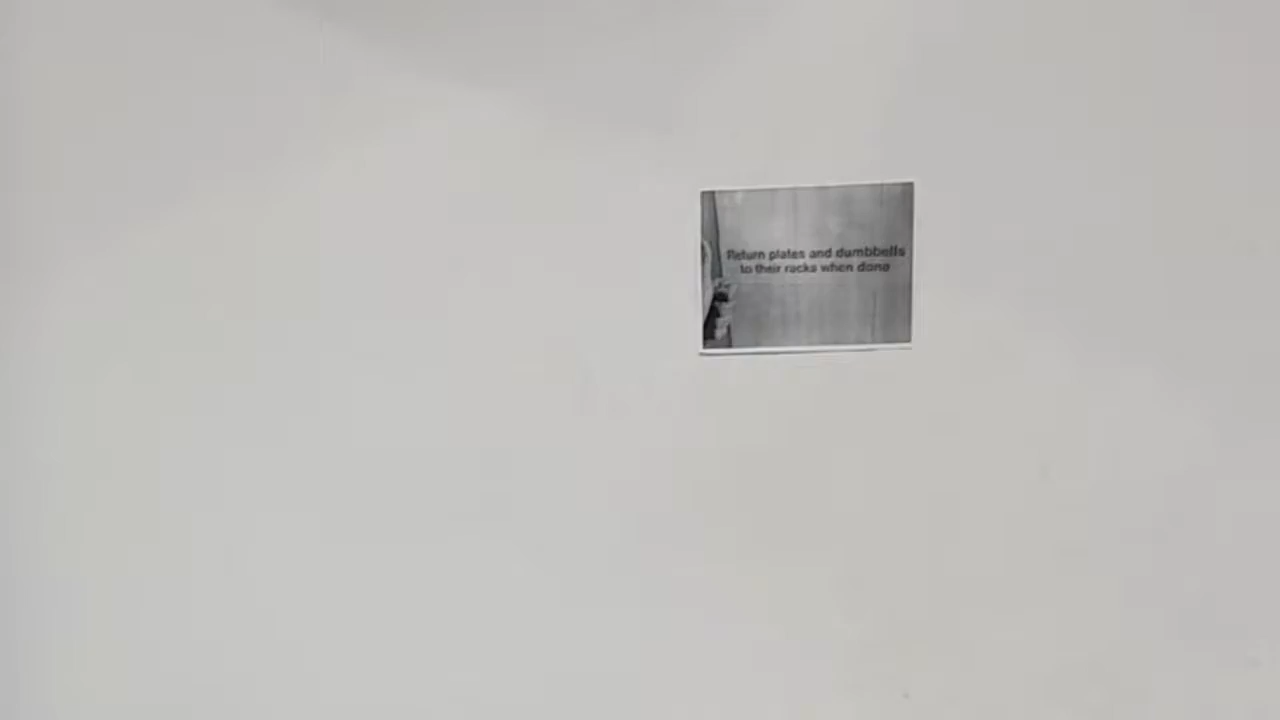 Return plates and dumbbells
to their racks when done